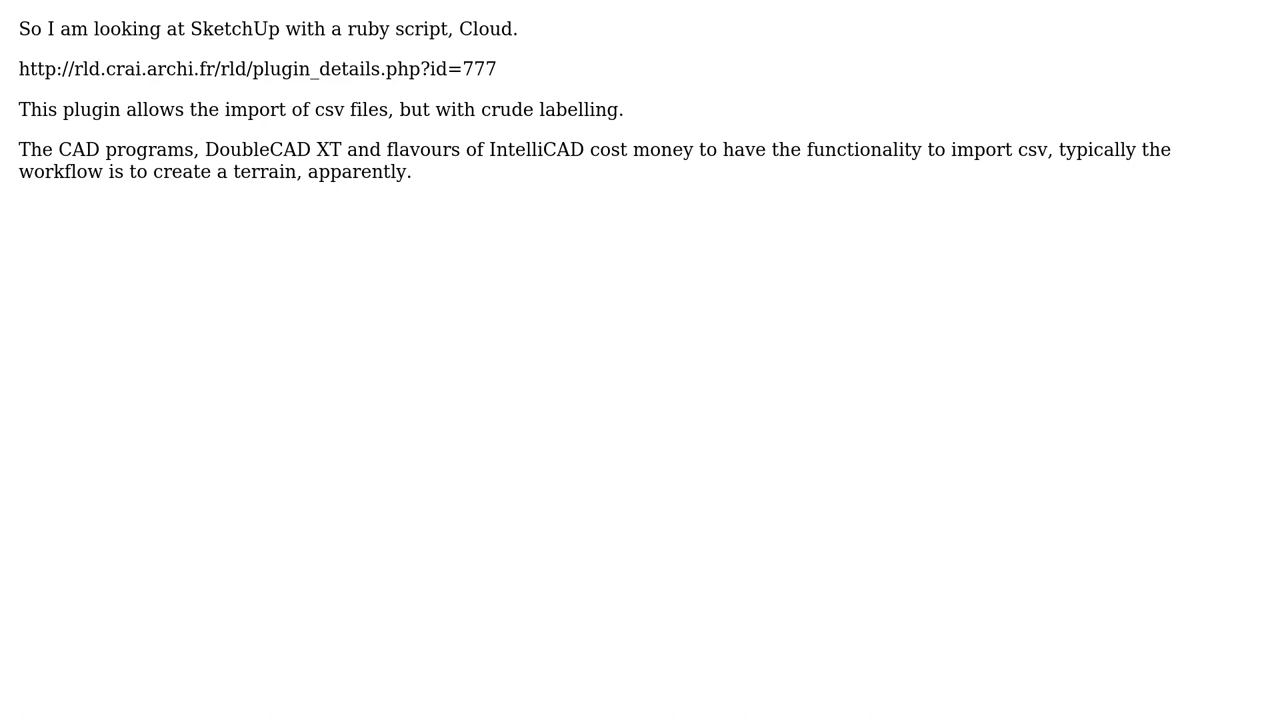 So I am looking at SketchUp with a ruby script, Cloud.
http://rld.crai.archi.fr/rld/plugin_details.php?id=777
This plugin allows the import of csv files, but with crude labelling.
The CAD programs, DoubleCAD XT and flavours of IntelliCAD cost money to have the functionality to import csv, typically the
workflow is to create a terrain, apparently.